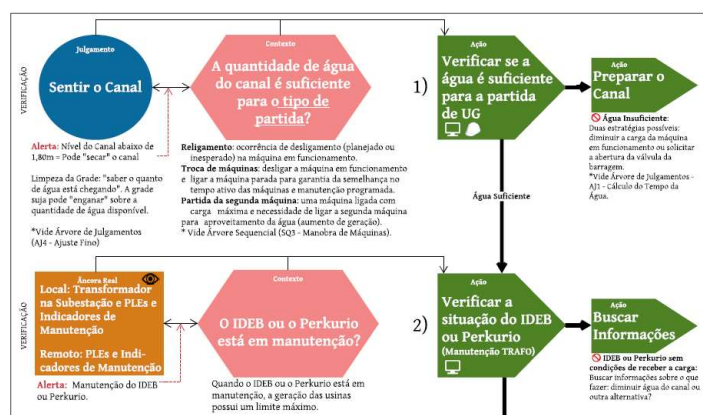 VERIFICAÇÃO
Julgamento
Sentir o Canal
Alerta: Nível do Canal abaixo de
1,80m = Pode "secar" o canal
Limpeza da Grade: "saber o quanto
de água está chegando". A grade
suja pode "enganar" sobre a
quantidade de água disponível.
*Vide Árvore de Julgamentos
(AJ4 - Ajuste Fino)
Contexto
A quantidade de água
do canal é suficiente
para o tipo de
partida?
Religamento: ocorrência de desligamento (planejado ou
inesperado) na máquina em funcionamento.
Troca de máquinas: desligar a máquina em funcionamento
e ligar a máquina parada para garantia da semelhança no
tempo ativo das máquinas e manutenção programada.
Partida da segunda máquina: uma máquina ligada com
carga máxima e necessidade de ligar a segunda máquina
para aproveitamento da água (aumento de geração).
* Vide Árvore Sequencial (SQ3 - Manobra de Máquinas).
1)
Ação
Verificar se a
água é suficiente
para a partida
de UG
Ação
Preparar o
Canal
Água Insuficiente:
Duas estratégias possíveis:
diminuir a carga da máquina
em funcionamento ou solicitar
a abertura da válvula da
barragem.
*Vide Árvore de Julgamentos -
AJ1 - Cálculo do Tempo da
Água.
Água Suficiente
VERIFICAÇÃO
Âncora Real
Local: Transformador
na Subestação e PLEs e
Indicadores de
Manutenção
Remoto: PLEs e Indi-
cadores de Manutenção
Alerta: Manutenção do IDEB
ou Perkurio.
Contexto
O IDEB ou o Perkurio
está em manutenção?
Quando o IDEB ou o Perkurio está em
manutenção, a geração das usinas
possui um limite máximo.
2)
Ação
Verificar a
situação do IDEB
ou Perkurio
(Manutenção TRAFO)
Ação
Buscar
Informações
IDEB ou Perkurio sem
condições de receber a carga:
Buscar informações sobre o que
fazer: diminuir água do canal ou
outra alternativa?